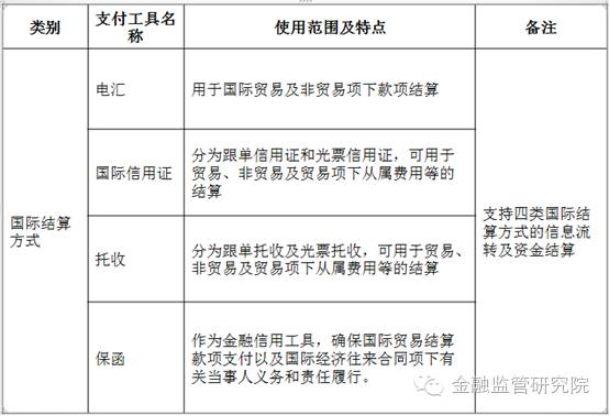 类别
支付工具名
称
使用范围及特点
备注
国际结算
方式
电汇
用于国际贸易及非贸易项下款项结算
国际信用证
分为跟单信用证和光票信用证，可用于
贸易、非贸易及贸易项下从属费用等的
结算
托收
分为跟单托收及光票托收，可用于贸易、
非贸易及贸易项下从属费用等的结算
保函
作为金融信用工具，确保国际贸易结算
款项支付以及国际经济往来合同项下有
关当事人义务和责任履行。
支持四类国际结
算方式的信息流
转及资金结算
金融监管研究院